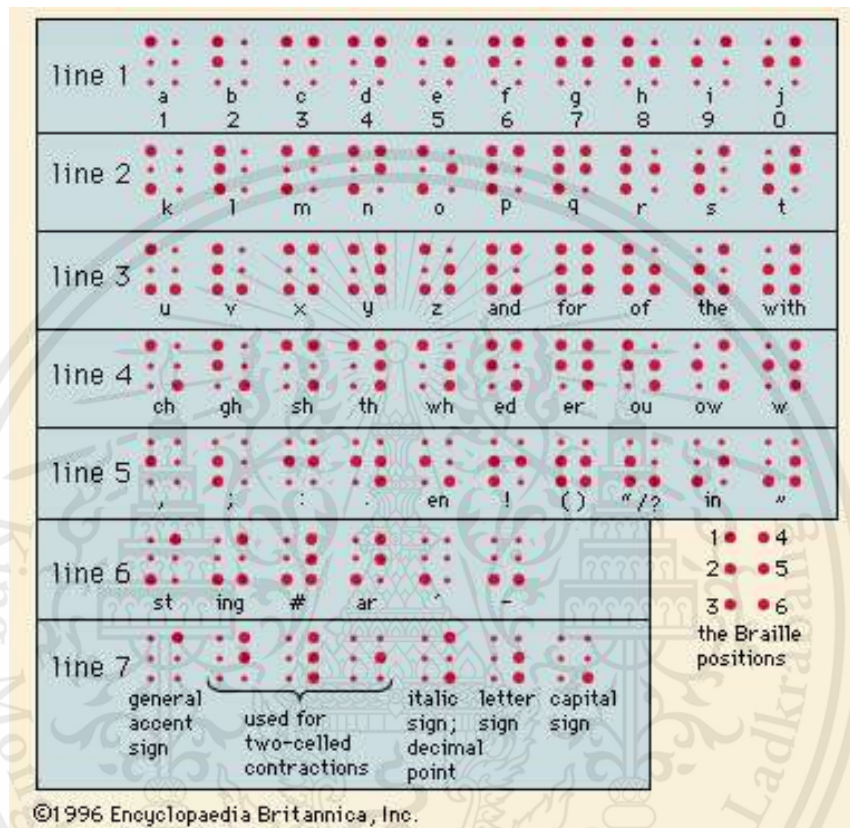 line 1
a b c d e f g h i j
1 2 3 4 5 6 7 8 9 0
line 2
k l m n o p q r s t
line 3
u v x y z and for of the with
line 4
ch gh sh th wh ed er ou ow w
line 5
, ; : . en ! () "/? in "
line 6
st ing # ar ' -
line 7
general accent sign
used for two-celled contractions
italic sign; decimal point
letter sign
capital sign
1 4
2 5
3 6
the Braille positions
©1996 Encyclopaedia Britannica, Inc.
Ladkrabang